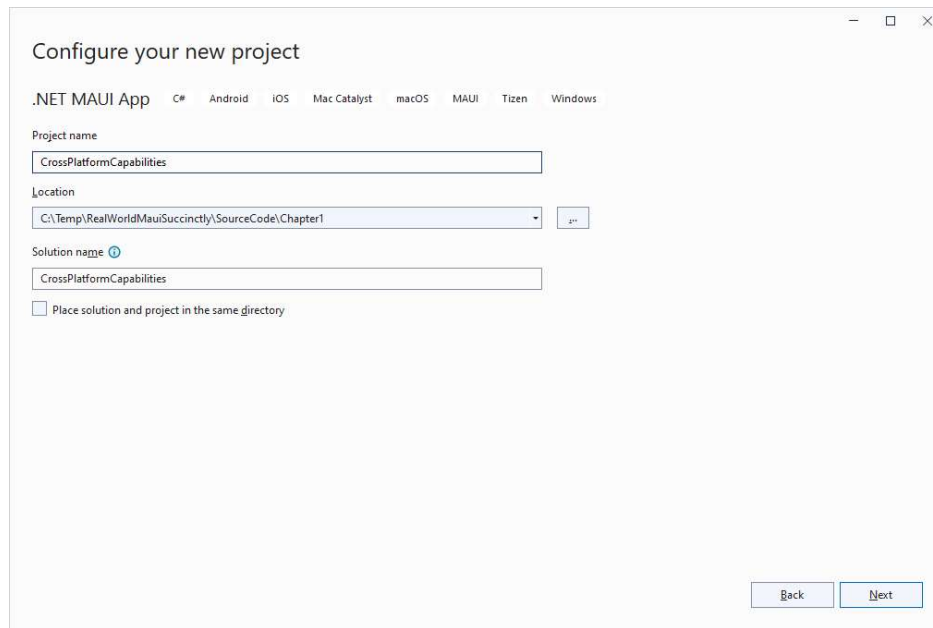 Configure your new project
.NET MAUI App C# Android iOS Mac Catalyst macOS MAUI Tizen Windows
Project name
CrossPlatformCapabilities
Location
C:\Temp\RealWorldMauiSuccinctly\SourceCode\Chapter1
...
Solution name
CrossPlatformCapabilities
Place solution and project in the same directory
Back Next